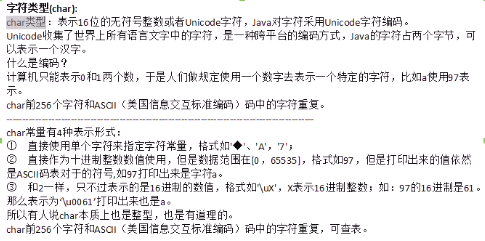 字符类型(char):
char类型：表示16位的无符号整数或者Unicode字符，Java对字符采用Unicode字符编码。
Unicode收集了世界上所有语言文字中的字符，是一种跨平台的编码方式，Java的字符占两个字节，可
以表示一个汉字。
什么是编码？
计算机只能表示0和1两个数，于是人们做规定使用一个数字去表示一个特定的字符，比如a使用97表
示。
char前256个字符和ASCII（美国信息交互标准编码）码中的字符重复。
char常量有4种表示形式：
① 直接使用单个字符来指定字符常量，格式如'◆'、'A'，'7'；
② 直接作为十进制整数数值使用，但是数据范围在[0，65535]，格式如97，但是打印出来的值依然
是ASCII码表对于的符号,如97打印出来是字符a。
③ 和2一样，只不过表示的是16进制的数值，格式如'\uX'，X表示16进制整数；如：97的16进制是61。
那么表示为'\u0061'打印出来也是a。
所以有人说char本质上也是整型，也是有道理的。
char前256个字符和ASCII（美国信息交互标准编码）码中的字符重复，可查表。